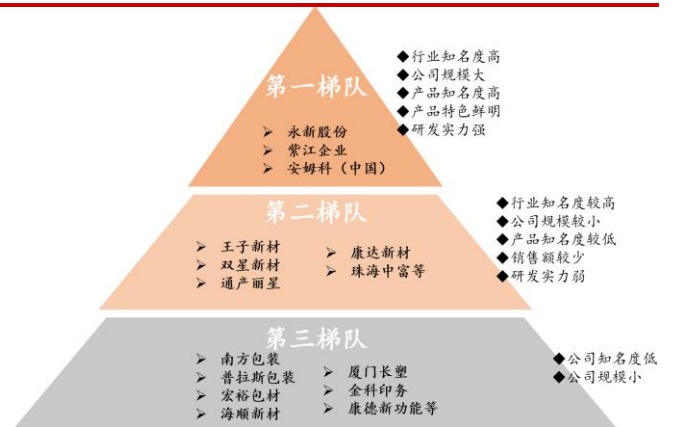 第一梯队
➢ 永新股份
➢ 紫江企业
➢ 安姆科（中国）
◆行业知名度高
◆公司规模大
◆产品知名度高
◆产品特色鲜明
◆研发实力强
第二梯队
➢ 王子新材
➢ 双星新材
➢ 通产丽星
➢ 康达新材
➢ 珠海中富等
◆行业知名度较高
◆公司规模较小
◆产品知名度较低
◆销售额较少
◆研发实力弱
第三梯队
➢ 南方包装
➢ 普拉斯包装
➢ 宏裕包材
➢ 海顺新材
➢ 厦门长塑
➢ 金科印务
➢ 康德新功能等
◆公司知名度低
◆公司规模小